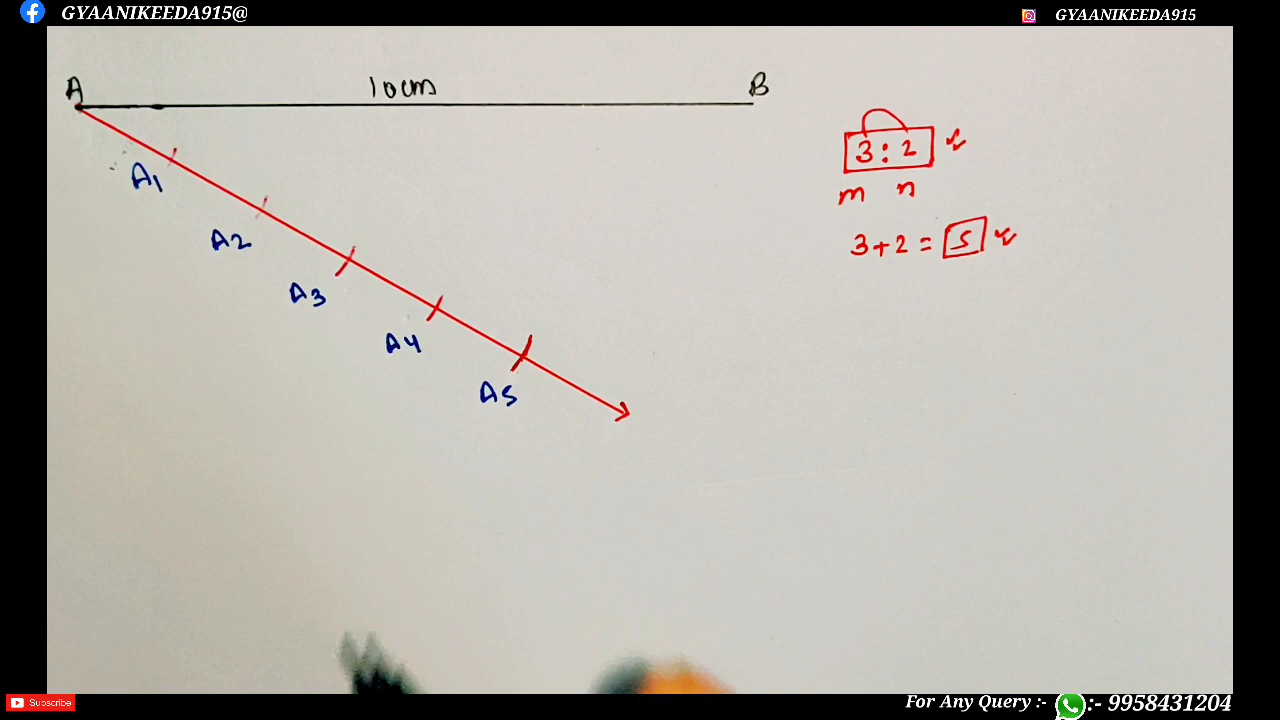 GYAANIKEEDA915@
GYAANIKEEDA915
A 10cm B
3:2
m n
3+2=5
A1
A2
A3
A4
A5
Subscribe
For Any Query :- :- 9958431204